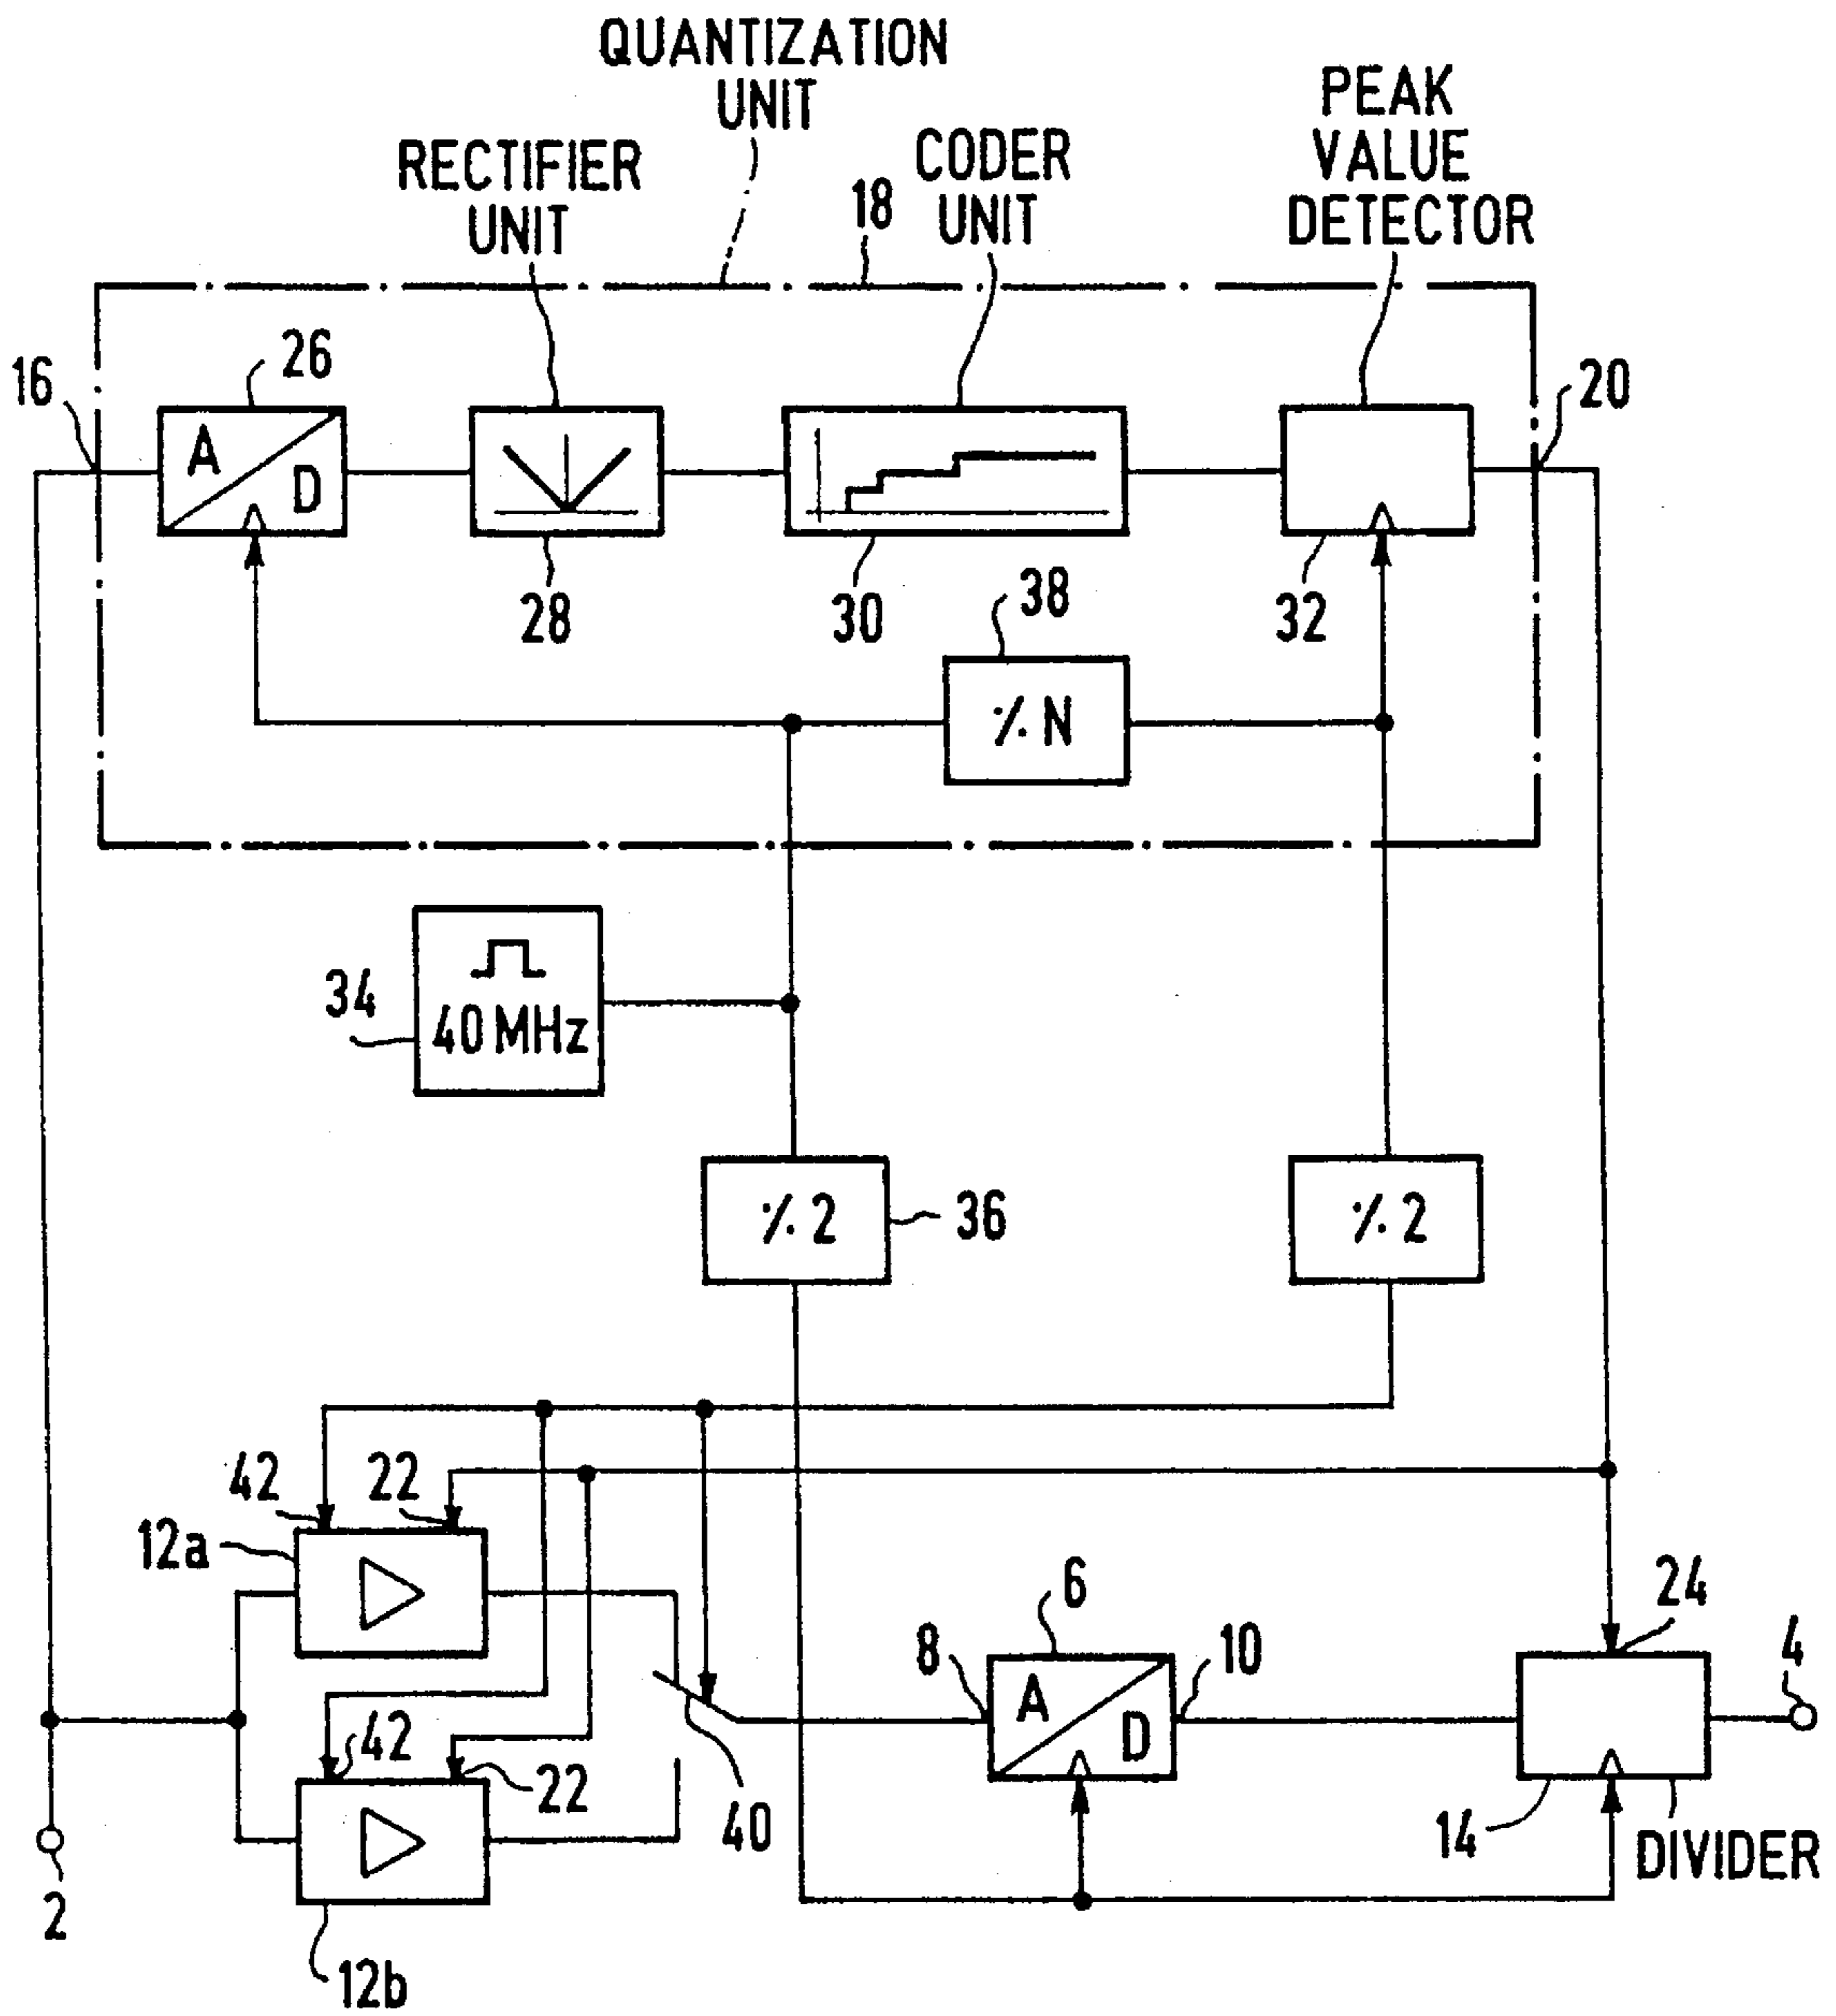 QUANTIZATION
UNIT
PEAK
VALUE
DETECTOR
RECTIFIER
UNIT
18
CODER
UNIT
16
26
20
A
D
28
30
38
32
٪ N
34
40 MHz
٪ 2
36
٪ 2
42
22
12a
6
24
8
10
4
A
D
42
22
40
14
DIVIDER
2
12b